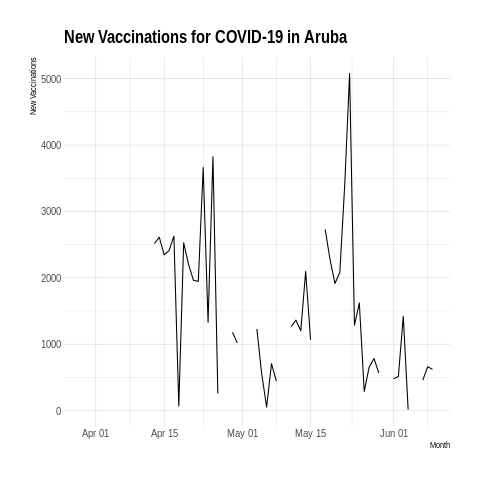 New Vaccinations for COVID-19 in Aruba
New Vaccinations
5000
4000
3000
2000
1000
0
Apr 01 Apr 15 May 01 May 15 Jun 01
Month